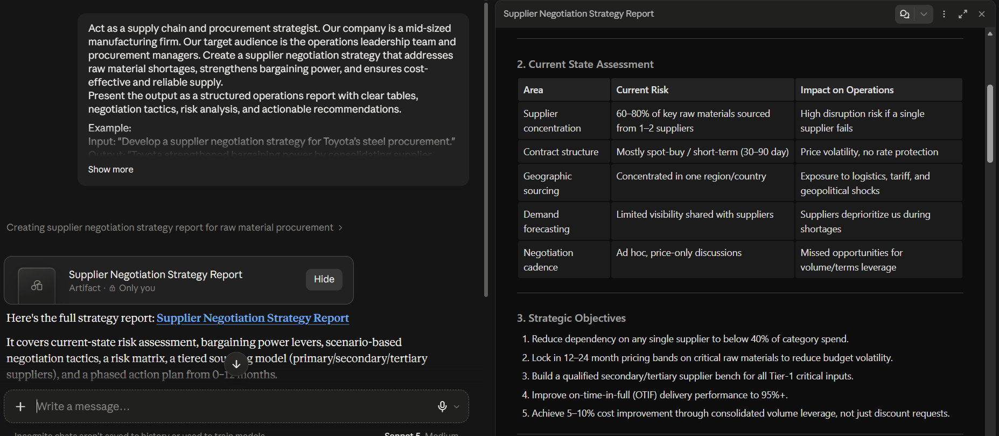 Act as a supply chain and procurement strategist. Our company is a mid-sized
manufacturing firm. Our target audience is the operations leadership team and
procurement managers. Create a supplier negotiation strategy that addresses
raw material shortages, strengthens bargaining power, and ensures cost-
effective and reliable supply.
Present the output as a structured operations report with clear tables,
negotiation tactics, risk analysis, and actionable recommendations.
Example:
Input: “Develop a supplier negotiation strategy for Toyota’s steel procurement.”
Output: “Toyota strengthened bargaining power by consolidating supplier
Show more
Creating supplier negotiation strategy report for raw material procurement
Supplier Negotiation Strategy Report
Artifact · Only you
Hide
Here's the full strategy report: Supplier Negotiation Strategy Report
It covers current-state risk assessment, bargaining power levers, scenario-based
negotiation tactics, a risk matrix, a tiered model (primary/secondary/tertiary
suppliers), and a phased action plan from 0–12 months.
Write a message...
Incognito chats aren't saved to history or used to train models.
Sonnet 5 Medium
Supplier Negotiation Strategy Report
2. Current State Assessment
Area
Current Risk
Impact on Operations
Supplier
concentration
60–80% of key raw materials sourced
from 1–2 suppliers
High disruption risk if a single
supplier fails
Contract structure
Mostly spot-buy / short-term (30–90 day)
Price volatility, no rate protection
Geographic
sourcing
Concentrated in one region/country
Exposure to logistics, tariff, and
geopolitical shocks
Demand
forecasting
Limited visibility shared with suppliers
Suppliers deprioritize us during
shortages
Negotiation
cadence
Ad hoc, price-only discussions
Missed opportunities for
volume/terms leverage
3. Strategic Objectives
1. Reduce dependency on any single supplier to below 40% of category spend.
2. Lock in 12–24 month pricing bands on critical raw materials to reduce budget volatility.
3. Build a qualified secondary/tertiary supplier bench for all Tier-1 critical inputs.
4. Improve on-time-in-full (OTIF) delivery performance to 95%+.
5. Achieve 5–10% cost improvement through consolidated volume leverage, not just discount requests.